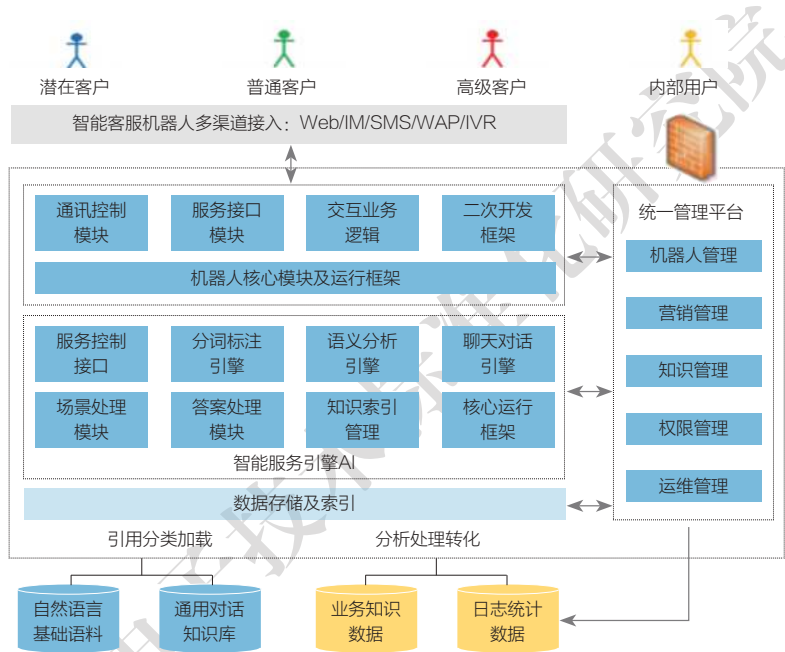 潜在客户
普通客户
高级客户
内部用户
智能客服机器人多渠道接入：Web/IM/SMS/WAP/IVR
通讯控制
模块
服务接口
模块
交互业务
逻辑
二次开发
框架
机器人核心模块及运行框架
服务控制
接口
分词标注
引擎
语义分析
引擎
聊天对话
引擎
场景处理
模块
答案处理
模块
知识索引
管理
核心运行
框架
智能服务引擎AI
数据存储及索引
统一管理平台
机器人管理
营销管理
知识管理
权限管理
运维管理
引用分类加载
分析处理转化
自然语言
基础语料
通用对话
知识库
业务知识
数据
日志统计
数据
子技术标准化研究院